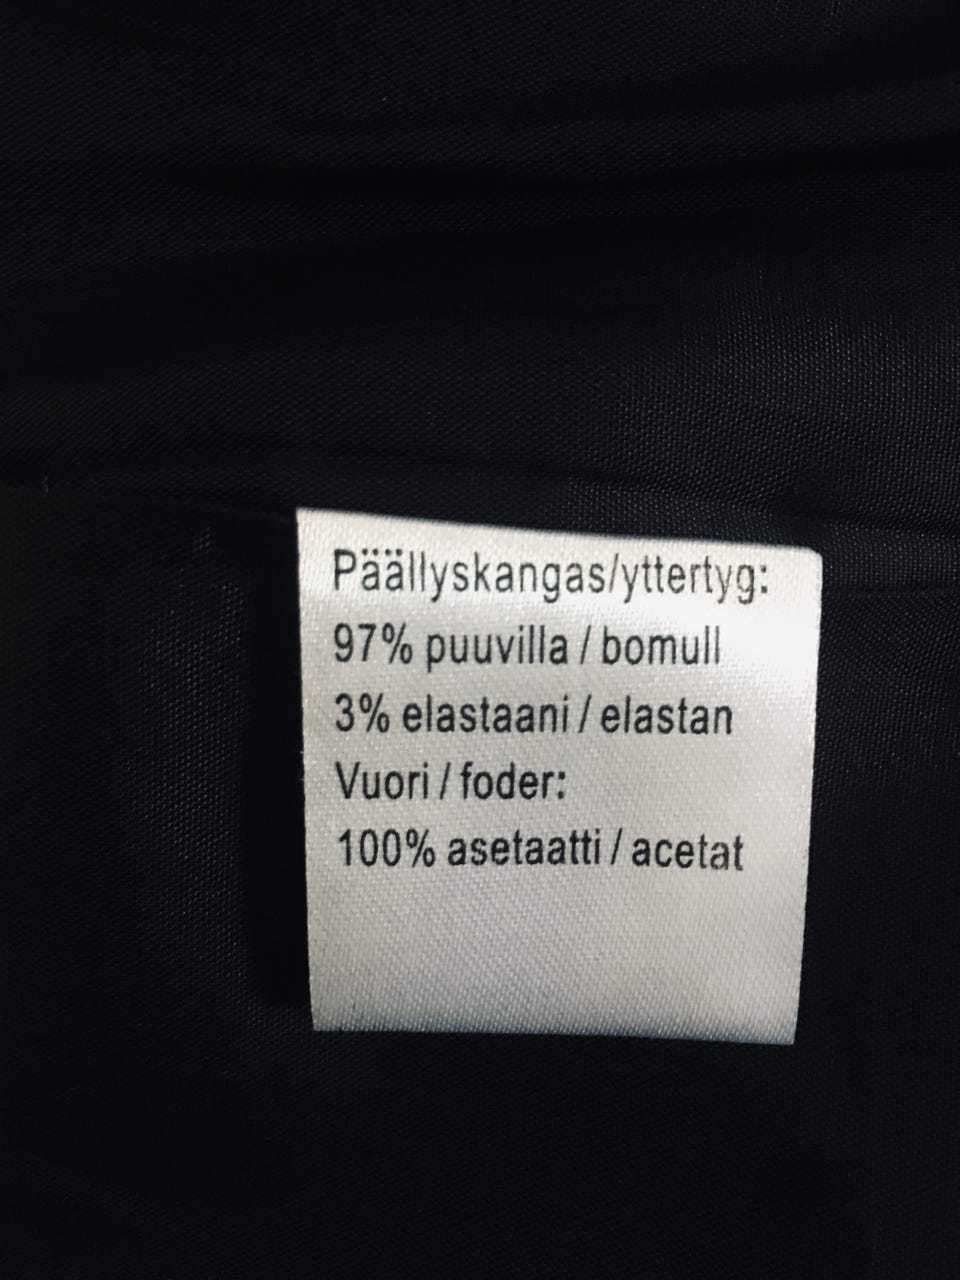 Päällyskangas/yttertyg:
97% puuvilla / bomull
3% elastaani / elastan
Vuori / foder:
100% asetaatti / acetat